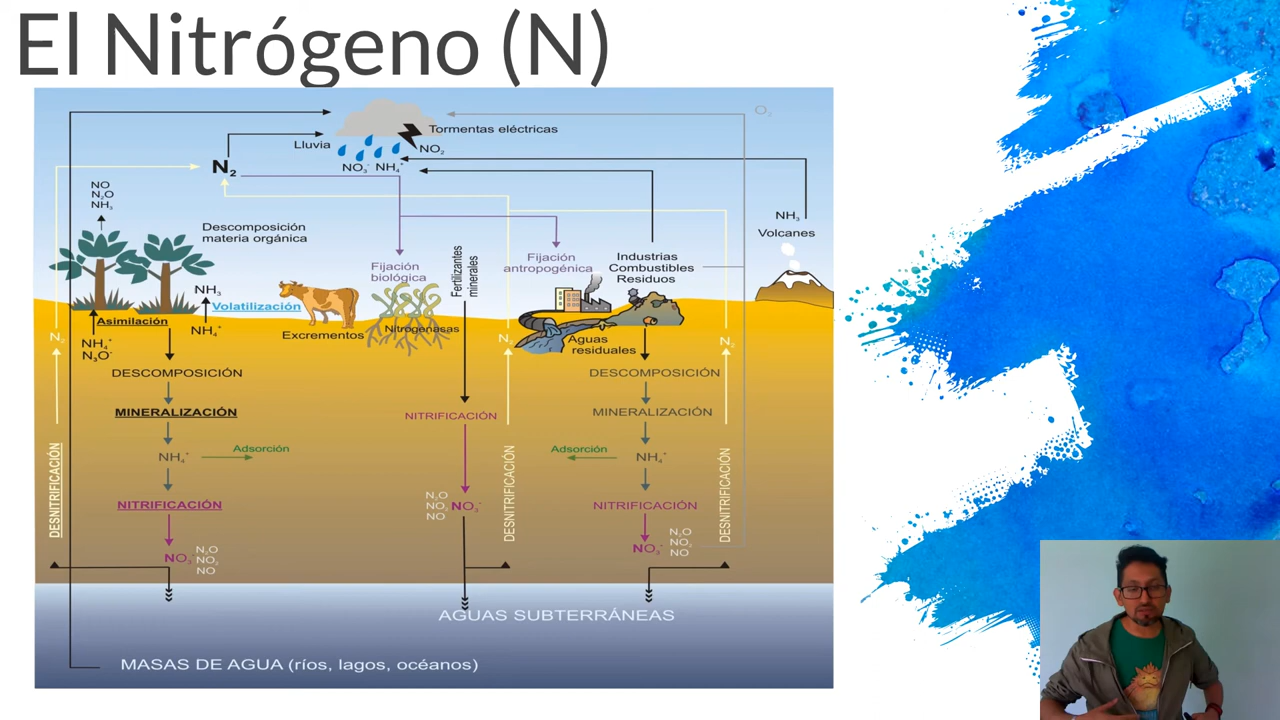 El Nitrógeno (N)
O₂
Tormentas eléctricas
Lluvia
NO₂
N₂
NO₃⁻ NH₄⁺
NO
N₂O
NH₃
NH₃
Volcanes
Descomposición
materia orgánica
Fertilizantes
minerales
Fijación
biológica
Fijación
antropogénica
Industrias
Combustibles
Residuos
NH₃
Volatilización
NH₄⁺
Asimilación
Excrementos
Nitrogenasas
NH₄⁺
N₃O⁻
N₂
N₂
N₂
Aguas
residuales
DESCOMPOSICIÓN
DESCOMPOSICIÓN
MINERALIZACIÓN
NITRIFICACIÓN
MINERALIZACIÓN
NH₄⁺
Adsorción
Adsorción
NH₄⁺
DESNITRIFICACIÓN
DESNITRIFICACIÓN
DESNITRIFICACIÓN
NITRIFICACIÓN
N₂O
NO₂
NO
NO₃⁻
NITRIFICACIÓN
NO₃⁻
N₂O
NO₂
NO
NO₃⁻
N₂O
NO₂
NO
AGUAS SUBTERRÁNEAS
MASAS DE AGUA (ríos, lagos, océanos)